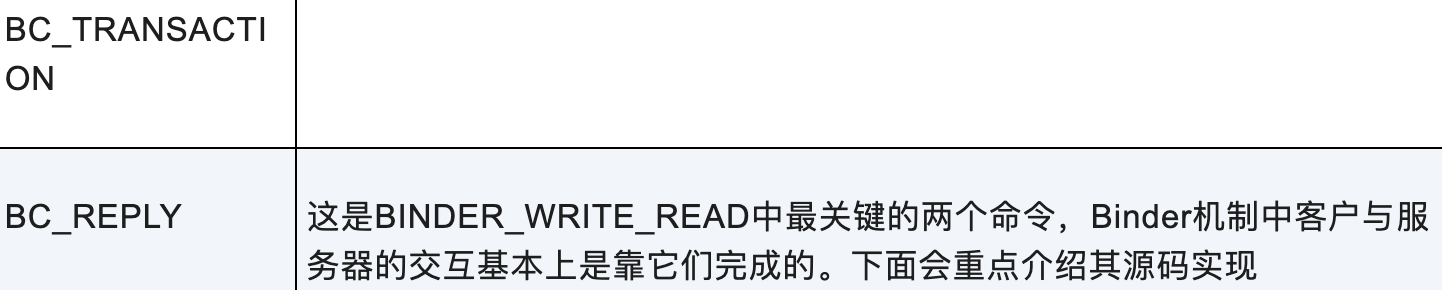 BC_TRANSACTI
ON
BC_REPLY
这是BINDER_WRITE_READ中最关键的两个命令，Binder机制中客户与服
务器的交互基本上是靠它们完成的。下面会重点介绍其源码实现